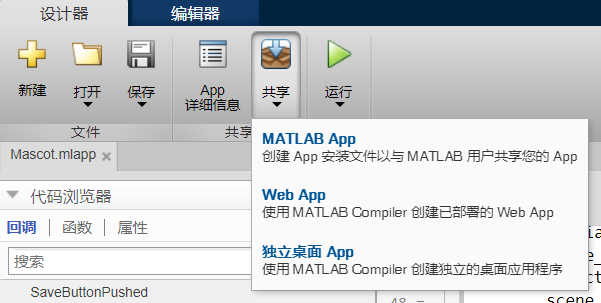 设计器
编辑器
新建
打开
保存
App
详细信息
共享
运行
文件
共享
Mascot.mlapp
代码浏览器
回调
函数
属性
搜索
SaveButtonPushed
MATLAB App
创建 App 安装文件以与 MATLAB 用户共享您的 App
Web App
使用 MATLAB Compiler 创建已部署的 Web App
独立桌面 App
使用 MATLAB Compiler 创建独立的桌面应用程序
48
scene